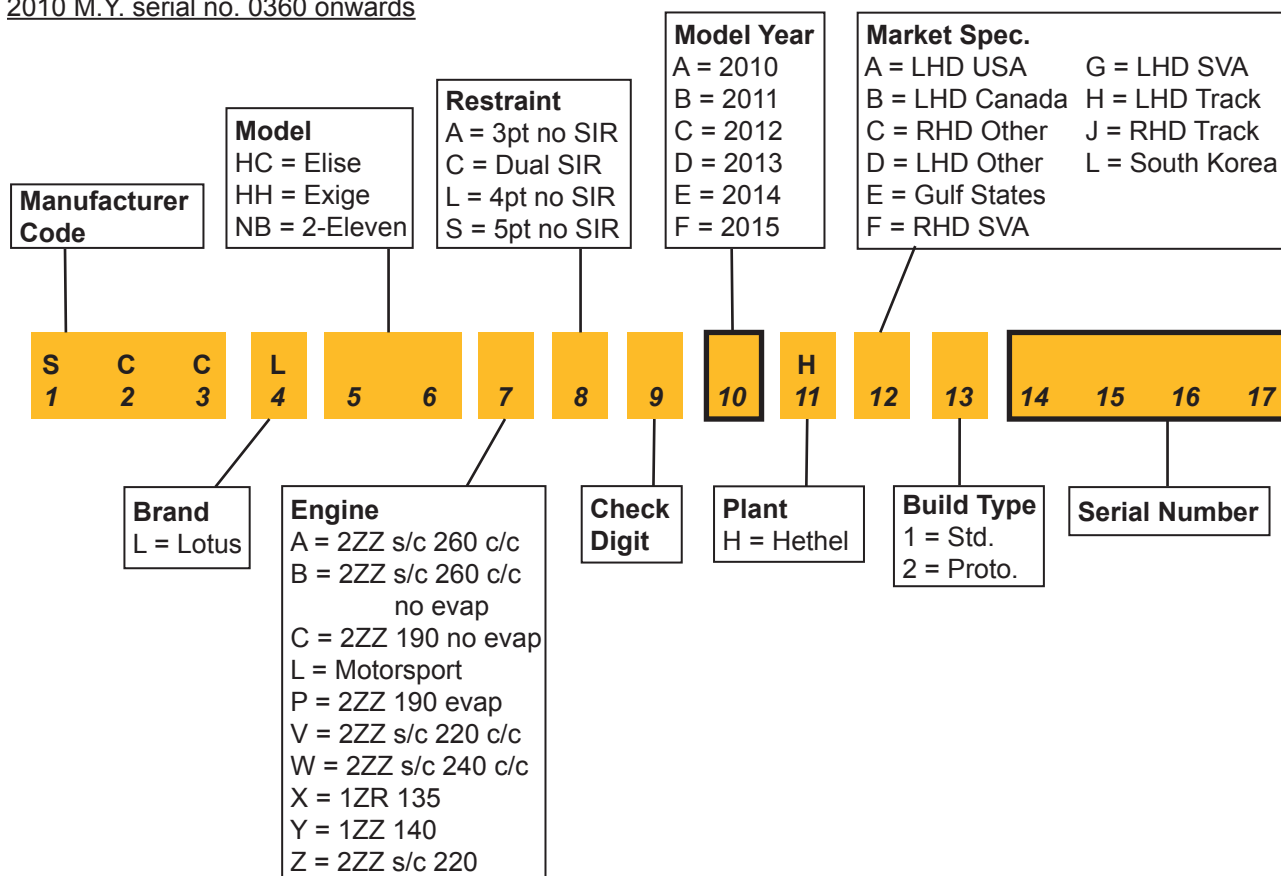 2010 M.Y. serial no. 0360 onwards
Manufacturer
Code
Model
HC = Elise
HH = Exige
NB = 2-Eleven
Restraint
A = 3pt no SIR
C = Dual SIR
L = 4pt no SIR
S = 5pt no SIR
Model Year
A = 2010
B = 2011
C = 2012
D = 2013
E = 2014
F = 2015
Market Spec.
A = LHD USA
B = LHD Canada
C = RHD Other
D = LHD Other
E = Gulf States
F = RHD SVA
G = LHD SVA
H = LHD Track
J = RHD Track
L = South Korea
S C C L H
1 2 3 4 5 6 7 8 9 10 11 12 13 14 15 16 17
Brand
L = Lotus
Engine
A = 2ZZ s/c 260 c/c
B = 2ZZ s/c 260 c/c
no evap
C = 2ZZ 190 no evap
L = Motorsport
P = 2ZZ 190 evap
V = 2ZZ s/c 220 c/c
W = 2ZZ s/c 240 c/c
X = 1ZR 135
Y = 1ZZ 140
Z = 2ZZ s/c 220
Check
Digit
Plant
H = Hethel
Build Type
1 = Std.
2 = Proto.
Serial Number